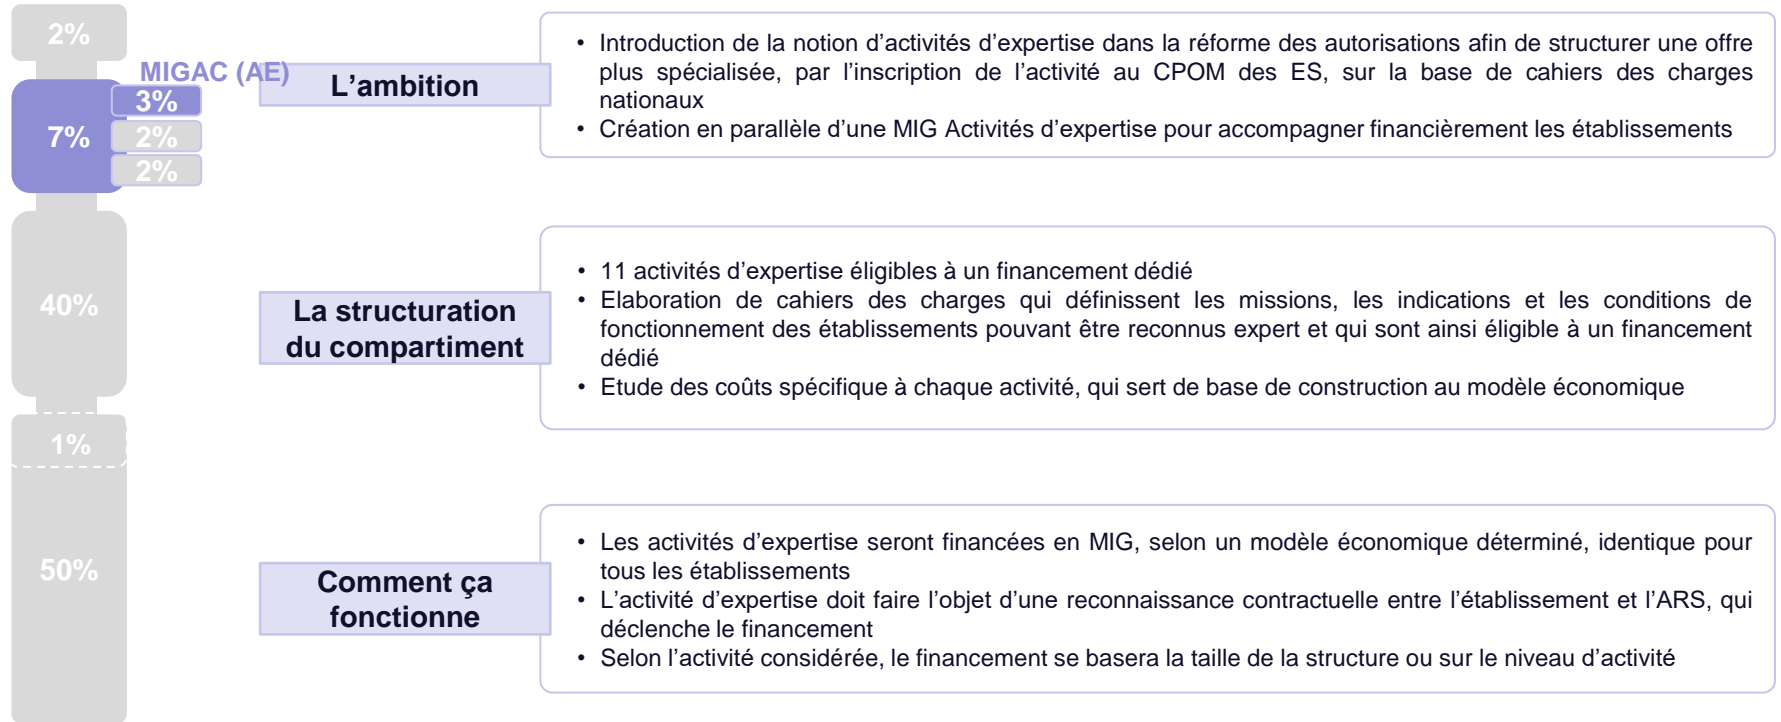 2%
MIGAC (AE)
3%
7%
2%
2%
40%
1%
50%
L’ambition
• Introduction de la notion d’activités d’expertise dans la réforme des autorisations afin de structurer une offre
plus spécialisée, par l’inscription de l’activité au CPOM des ES, sur la base de cahiers des charges
nationaux
• Création en parallèle d’une MIG Activités d’expertise pour accompagner financièrement les établissements
La structuration
du compartiment
• 11 activités d’expertise éligibles à un financement dédié
• Elaboration de cahiers des charges qui définissent les missions, les indications et les conditions de
fonctionnement des établissements pouvant être reconnus expert et qui sont ainsi éligible à un financement
dédié
• Etude des coûts spécifique à chaque activité, qui sert de base de construction au modèle économique
Comment ça
fonctionne
• Les activités d’expertise seront financées en MIG, selon un modèle économique déterminé, identique pour
tous les établissements
• L’activité d’expertise doit faire l’objet d’une reconnaissance contractuelle entre l’établissement et l’ARS, qui
déclenche le financement
• Selon l’activité considérée, le financement se basera la taille de la structure ou sur le niveau d’activité